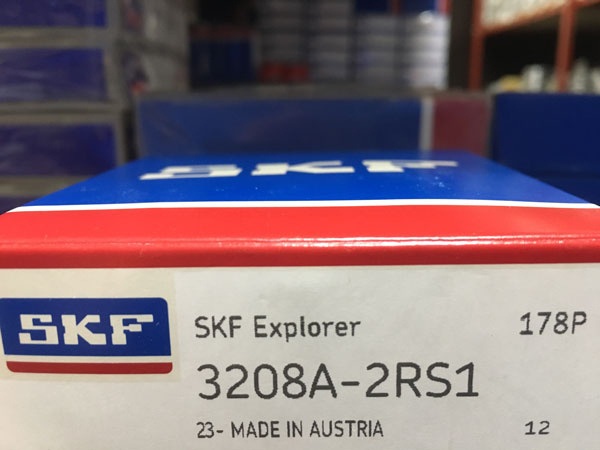 SKF
SKF
SKF Explorer 178P
3208A-2RS1
23- MADE IN AUSTRIA 12